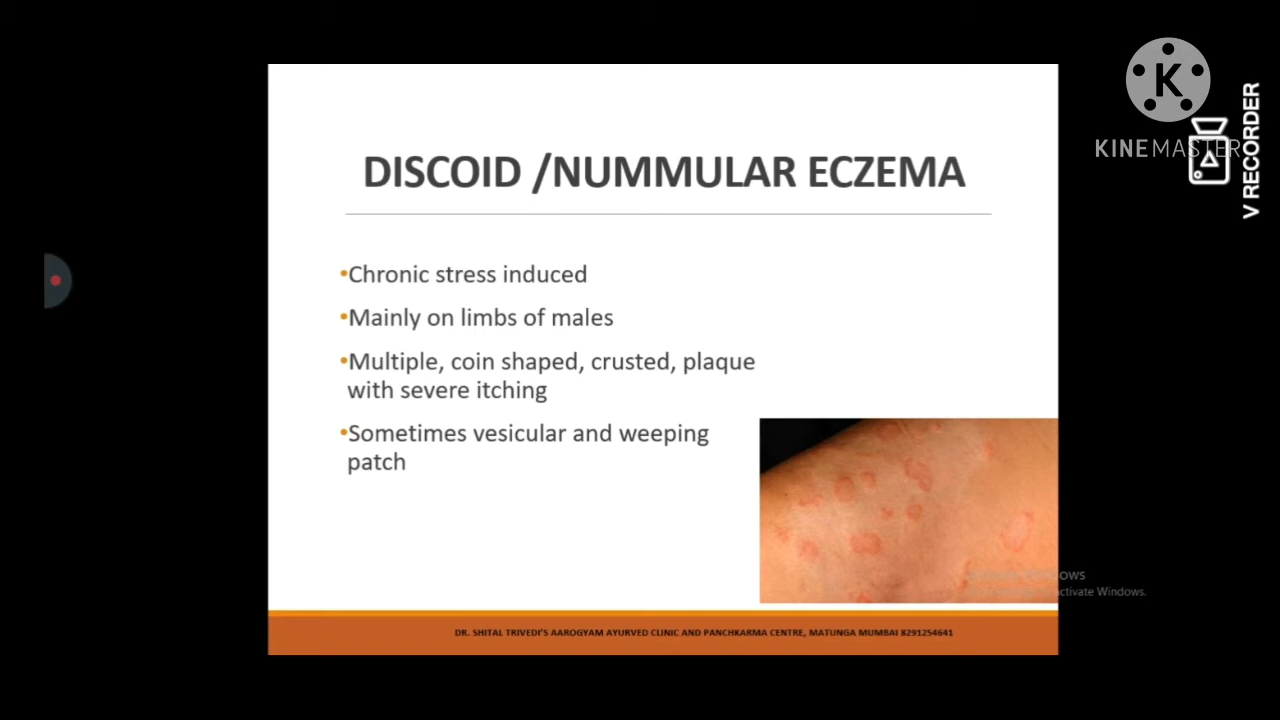 DISCOID /NUMMULAR ECZEMA
•Chronic stress induced
•Mainly on limbs of males
•Multiple, coin shaped, crusted, plaque
with severe itching
•Sometimes vesicular and weeping
patch
DR. SHITAL TRIVEDI'S AAROGYAM AYURVED CLINIC AND PANCHKARMA CENTRE, MATUNGA MUMBAI 8291254641
K
KINEMASTER
V RECORDER
Windows.